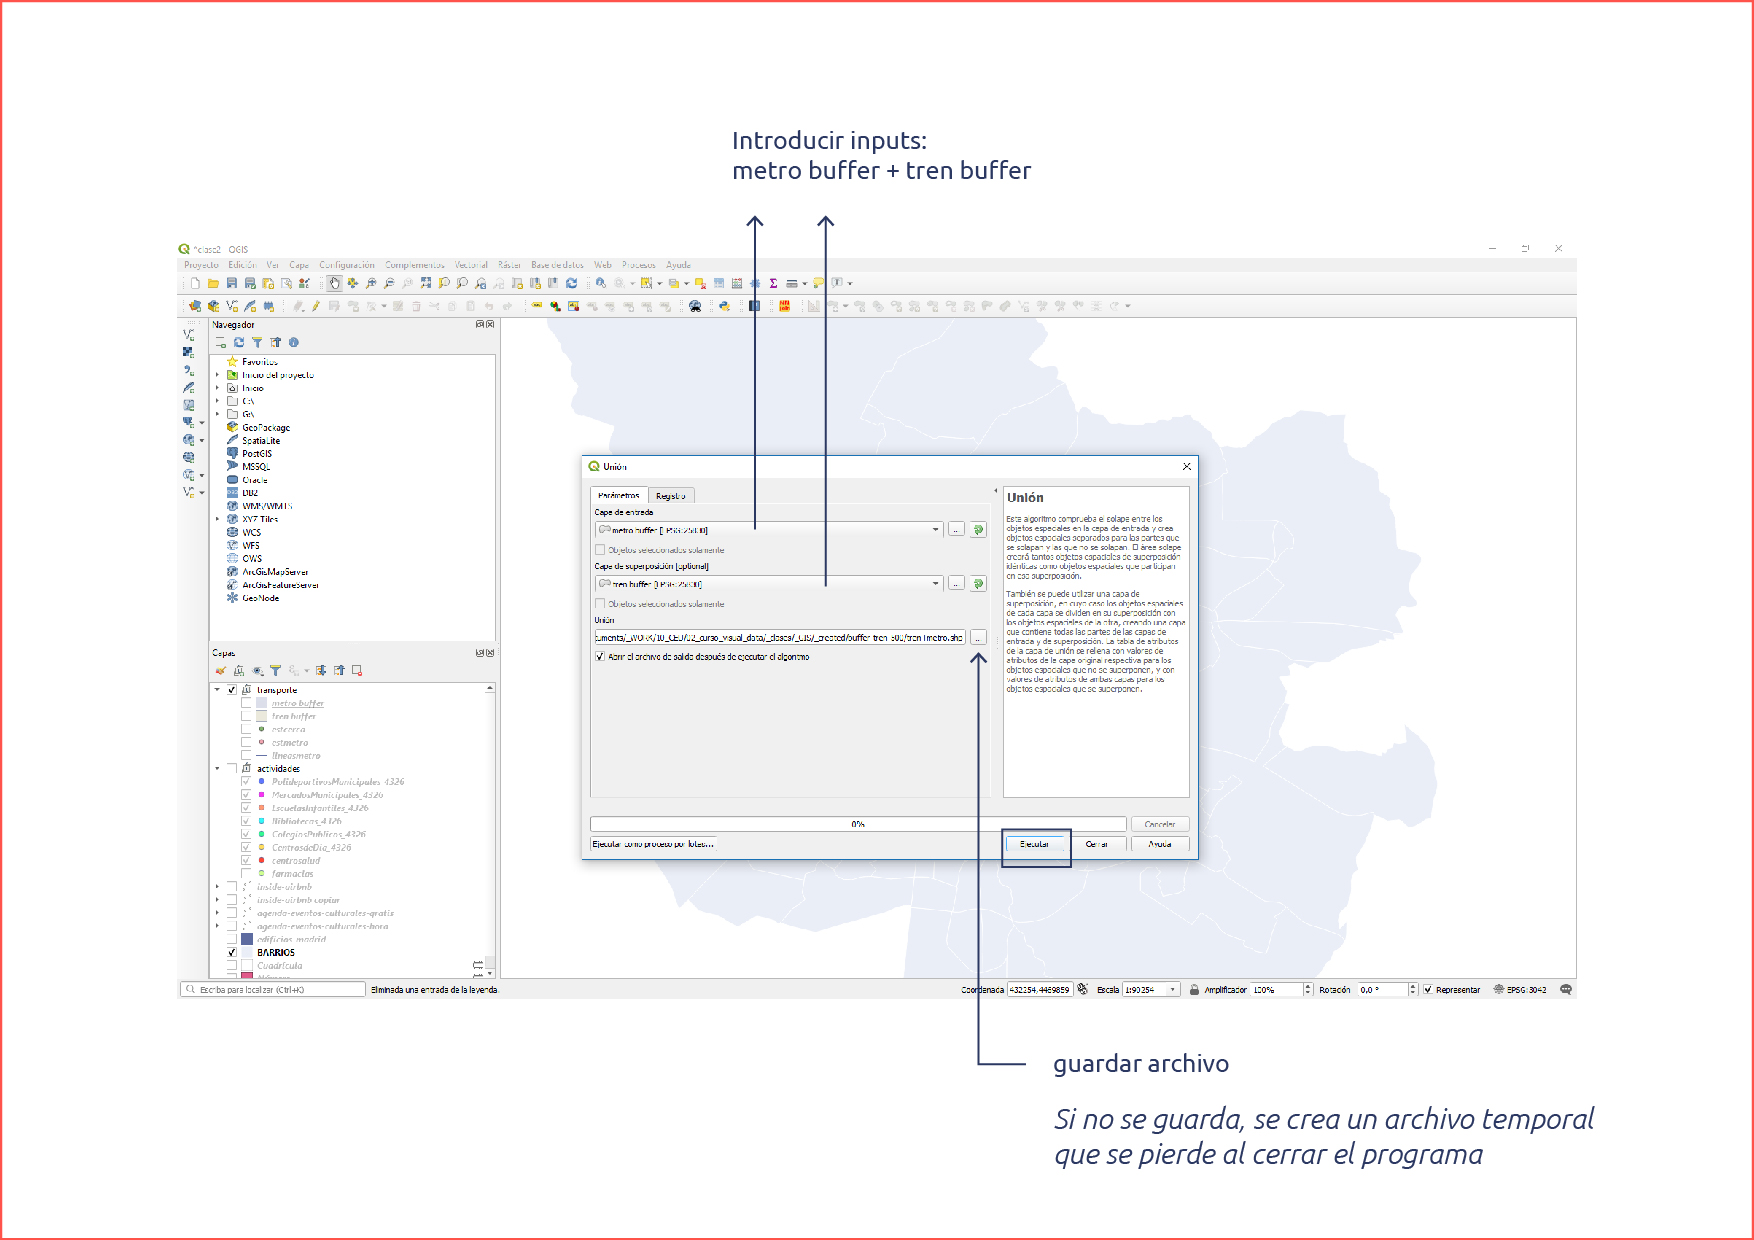 Introducir inputs:
metro buffer + tren buffer
*clase2 - QGIS
Proyecto Edición Ver Capa Configuración Complementos Vectorial Ráster Base de datos Web Procesos Ayuda
Navegador
Favoritos
Inicio del proyecto
Inicio
C:\
G:\
GeoPackage
SpatiaLite
PostGIS
MSSQL
Oracle
DB2
WMS/WMTS
XYZ Tiles
WCS
WFS
OWS
ArcGisMapServer
ArcGisFeatureServer
GeoNode
Capas
transporte
metro buffer
tren buffer
estcerca
estmetro
lineasmetro
actividades
PolideportivosMunicipales_4326
MercadosMunicipales_4326
EscuelasInfantiles_4326
Bibliotecas_4326
ColegiosPublicos_4326
CentrosdeDia_4326
centrosalud
farmacias
inside-airbnb
inside-airbnb copiar
agenda-eventos-culturales-gratis
agenda-eventos-culturales-hora
edificios_madrid
BARRIOS
Cuadrícula
Unión
Parámetros Registro
Capa de entrada
metro buffer [EPSG:25830]
...
Objetos seleccionados solamente
Capa de superposición [optional]
tren buffer [EPSG:25830]
...
Objetos seleccionados solamente
Unión
cuments/_WORK/10_CEU/02_curso_visual_data/_clases/_GIS/_created/buffer_tren_500/tren1metro.shp
...
Abrir el archivo de salida después de ejecutar el algoritmo
Unión
Este algoritmo comprueba el solape entre los
objetos espaciales en la capa de entrada y crea
objetos espaciales separados para las partes que
se solapan y las que no se solapan. El área solape
creará tantos objetos espaciales de superposición
idénticos como objetos espaciales que participan
en esa superposición.
También se puede utilizar una capa de
superposición, en cuyo caso los objetos espaciales
de cada capa se dividen en su superposición con
los objetos espaciales de la otra, creando una capa
que contiene todas las partes de las capas de
entrada y de superposición. La tabla de atributos
de la capa de unión se rellena con valores de
atributos de la capa original respectiva para los
objetos espaciales que no se superponen, y con
valores de atributos de ambas capas para los
objetos espaciales que se superponen.
0%
Cancelar
Ejecutar como proceso por lotes...
Ejecutar
Cerrar
Ayuda
Escriba para localizar (Ctrl+K)
Eliminada una entrada de la leyenda.
Coordenada 432254,4469859 Escala 1:90254 Amplificador 100% Rotación 0,0 ° Representar EPSG:3042
guardar archivo
Si no se guarda, se crea un archivo temporal
que se pierde al cerrar el programa